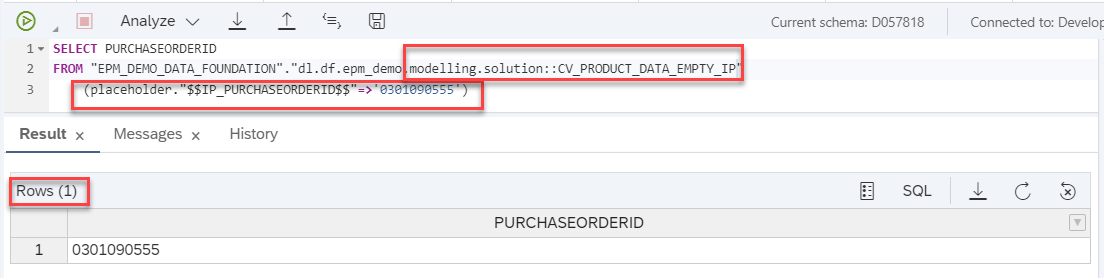 Analyze
Current schema: D057818
Connected to: Develop
1 SELECT PURCHASEORDERID
2 FROM "EPM_DEMO_DATA_FOUNDATION"."dl.df.epm_demo.modelling.solution::CV_PRODUCT_DATA_EMPTY_IP"
3 (placeholder."$$IP_PURCHASEORDERID$$"=>'0301090555')
Result × Messages × History
Rows (1)
SQL
PURCHASEORDERID
1 0301090555